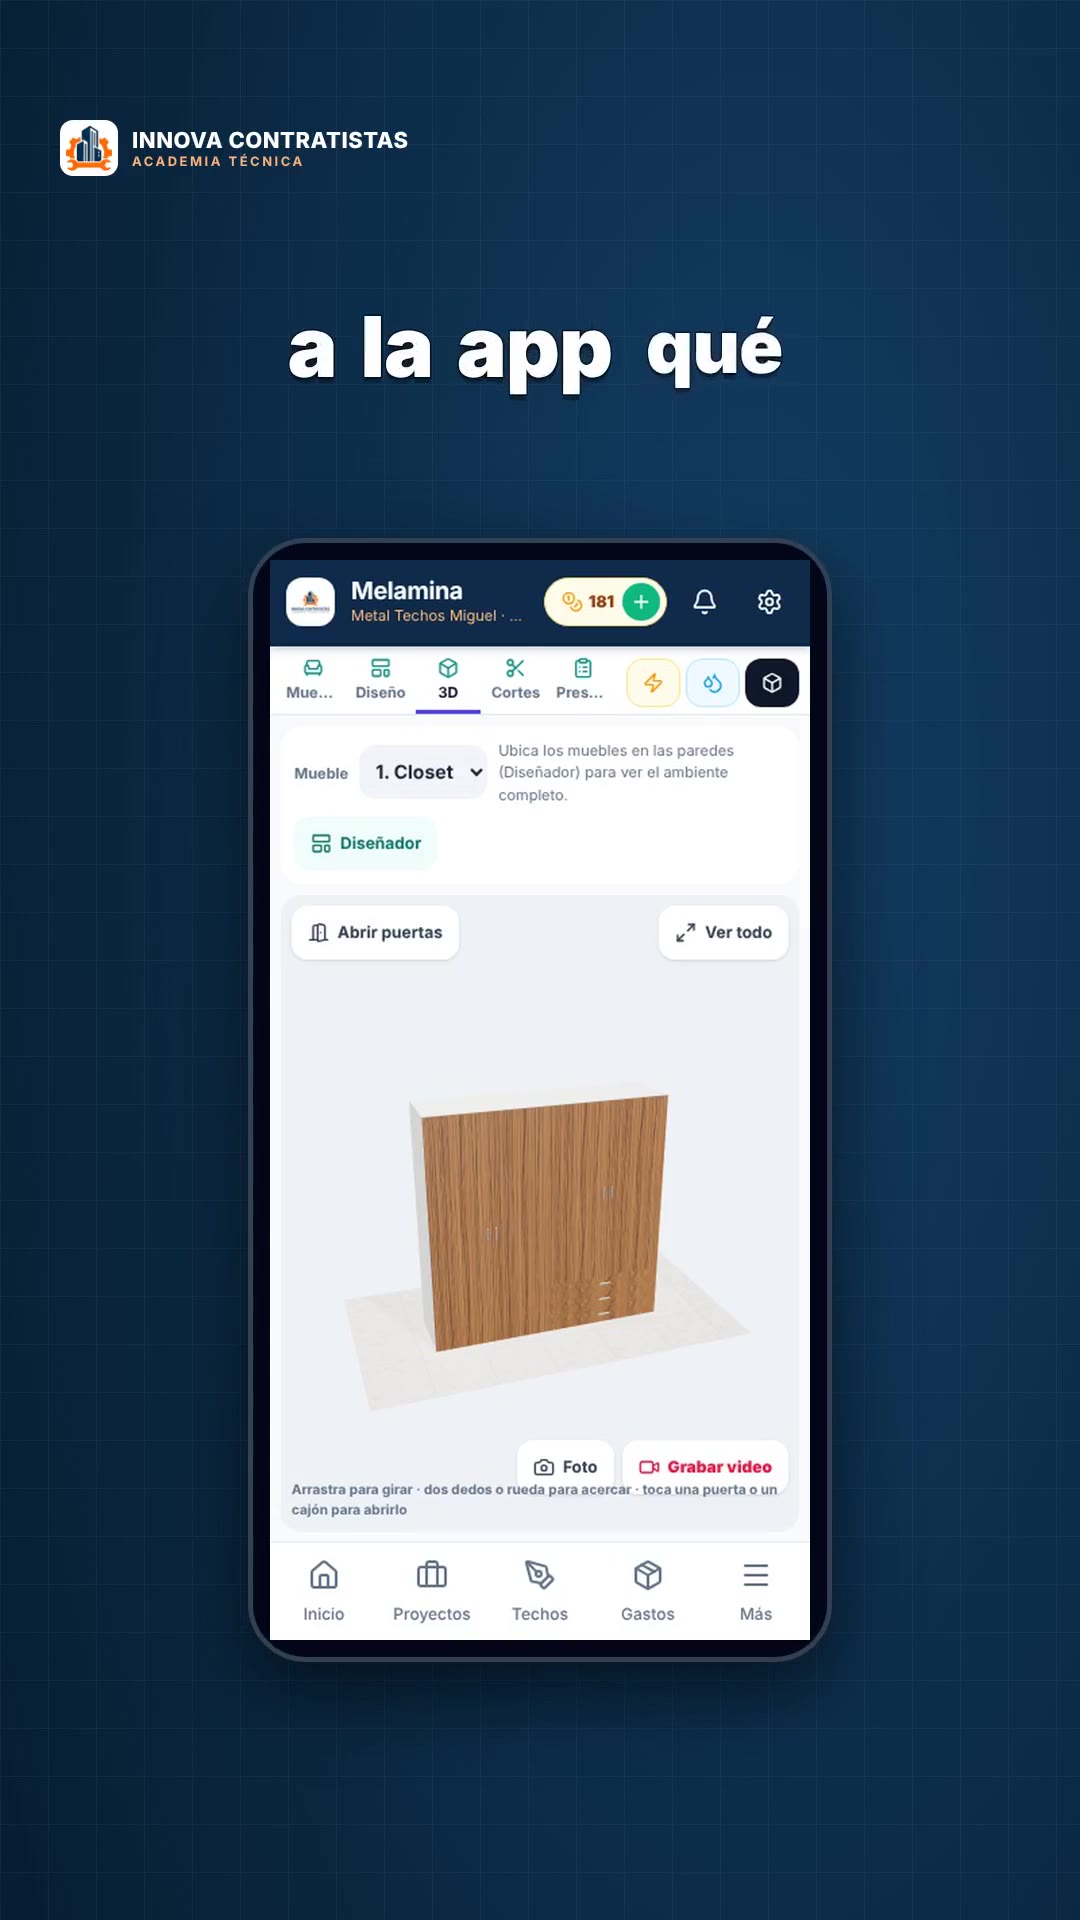 INNOVA CONTRATISTAS
ACADEMIA TÉCNICA
a la app qué
Melamina
Metal Techos Miguel · ...
181
Mue...
Diseño
3D
Cortes
Pres...
Mueble
1. Closet
Ubica los muebles en las paredes
(Diseñador) para ver el ambiente
completo.
Diseñador
Abrir puertas
Ver todo
Foto
Grabar video
Arrastra para girar · dos dedos o rueda para acercar · toca una puerta o un
cajón para abrirlo
Inicio
Proyectos
Techos
Gastos
Más